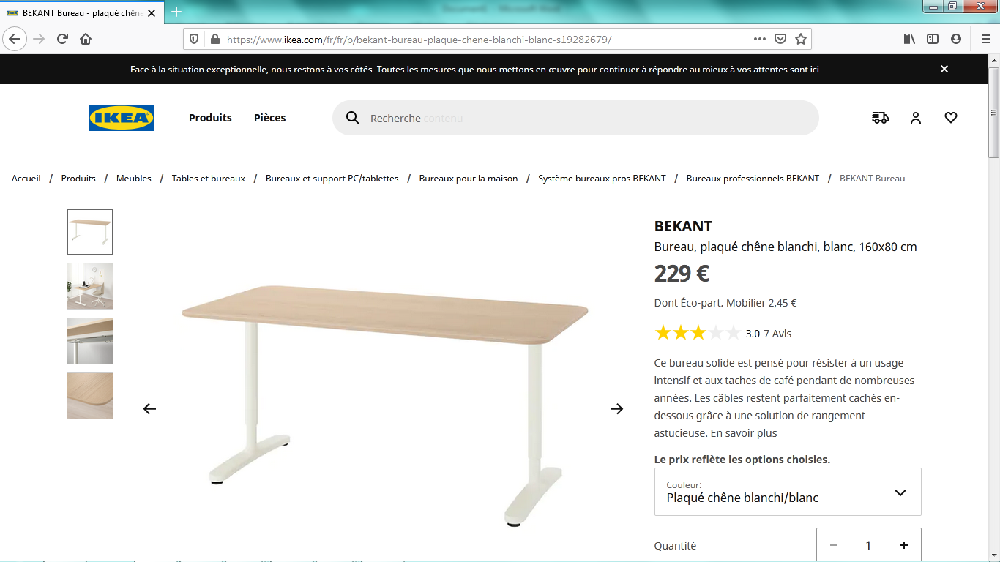 BEKANT Bureau - plaqué chêne
https://www.ikea.com/fr/fr/p/bekant-bureau-plaque-chene-blanchi-blanc-s19282679/
Face à la situation exceptionnelle, nous restons à vos côtés. Toutes les mesures que nous mettons en œuvre pour continuer à répondre au mieux à vos attentes sont ici.
IKEA
Produits
Pièces
Recherche contenu
Accueil / Produits / Meubles / Tables et bureaux / Bureaux et support PC/tablettes / Bureaux pour la maison / Système bureaux pros BEKANT / Bureaux professionnels BEKANT / BEKANT Bureau
BEKANT
Bureau, plaqué chêne blanchi, blanc, 160x80 cm
229 €
Dont Éco-part. Mobilier 2,45 €
3.0 7 Avis
Ce bureau solide est pensé pour résister à un usage
intensif et aux taches de café pendant de nombreuses
années. Les câbles restent parfaitement cachés en-
dessous grâce à une solution de rangement
astucieuse. En savoir plus
Le prix reflète les options choisies.
Couleur:
Plaqué chêne blanchi/blanc
Quantité
1